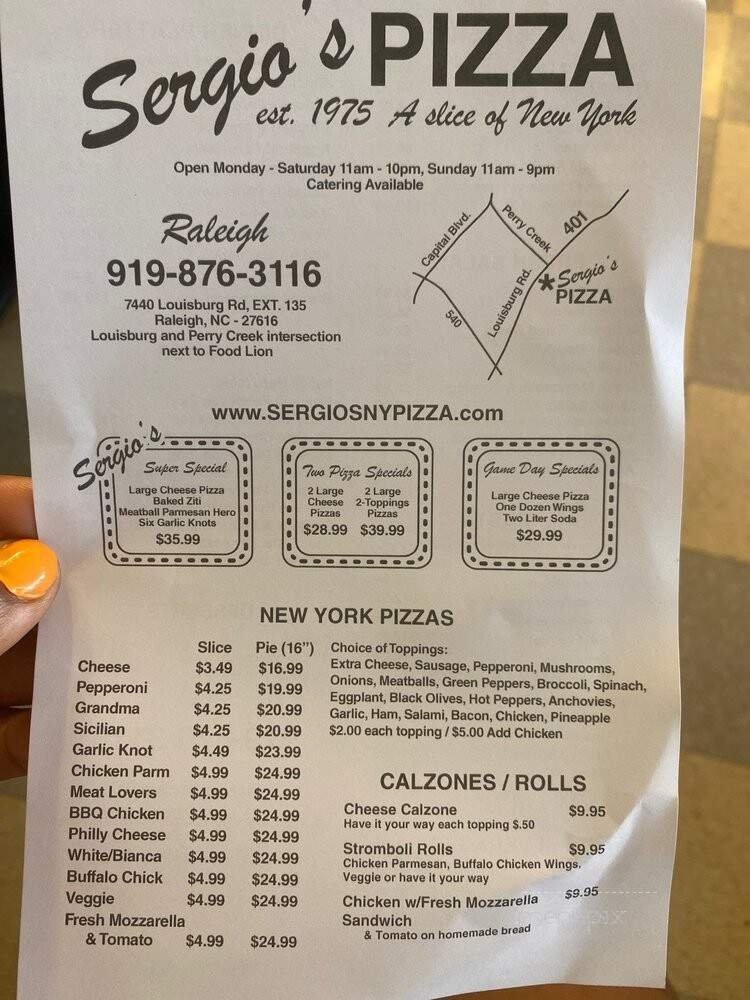 Sergio's PIZZA
est. 1975 A slice of New York
Open Monday - Saturday 11am - 10pm, Sunday 11am - 9pm
Catering Available
Raleigh
919-876-3116
7440 Louisburg Rd, EXT. 135
Raleigh, NC - 27616
Louisburg and Perry Creek intersection
next to Food Lion
Capital Blvd.
Perry Creek
401
540
Louisburg Rd.
* Sergio's
PIZZA
www.SERGIOSNYPIZZA.com
Sergio's
Super Special
Large Cheese Pizza
Baked Ziti
Meatball Parmesan Hero
Six Garlic Knots
$35.99
Two Pizza Specials
2 Large 2 Large
Cheese 2-Toppings
Pizzas Pizzas
$28.99 $39.99
Game Day Specials
Large Cheese Pizza
One Dozen Wings
Two Liter Soda
$29.99
NEW YORK PIZZAS
Slice Pie (16")
Cheese $3.49 $16.99
Pepperoni $4.25 $19.99
Grandma $4.25 $20.99
Sicilian $4.25 $20.99
Garlic Knot $4.49 $23.99
Chicken Parm $4.99 $24.99
Meat Lovers $4.99 $24.99
BBQ Chicken $4.99 $24.99
Philly Cheese $4.99 $24.99
White/Bianca $4.99 $24.99
Buffalo Chick $4.99 $24.99
Veggie $4.99 $24.99
Fresh Mozzarella
& Tomato $4.99 $24.99
Choice of Toppings:
Extra Cheese, Sausage, Pepperoni, Mushrooms,
Onions, Meatballs, Green Peppers, Broccoli, Spinach,
Eggplant, Black Olives, Hot Peppers, Anchovies,
Garlic, Ham, Salami, Bacon, Chicken, Pineapple
$2.00 each topping / $5.00 Add Chicken
CALZONES / ROLLS
Cheese Calzone $9.95
Have it your way each topping $.50
Stromboli Rolls $9.95
Chicken Parmesan, Buffalo Chicken Wings.
Veggie or have it your way
Chicken w/Fresh Mozzarella $9.95
Sandwich
& Tomato on homemade bread